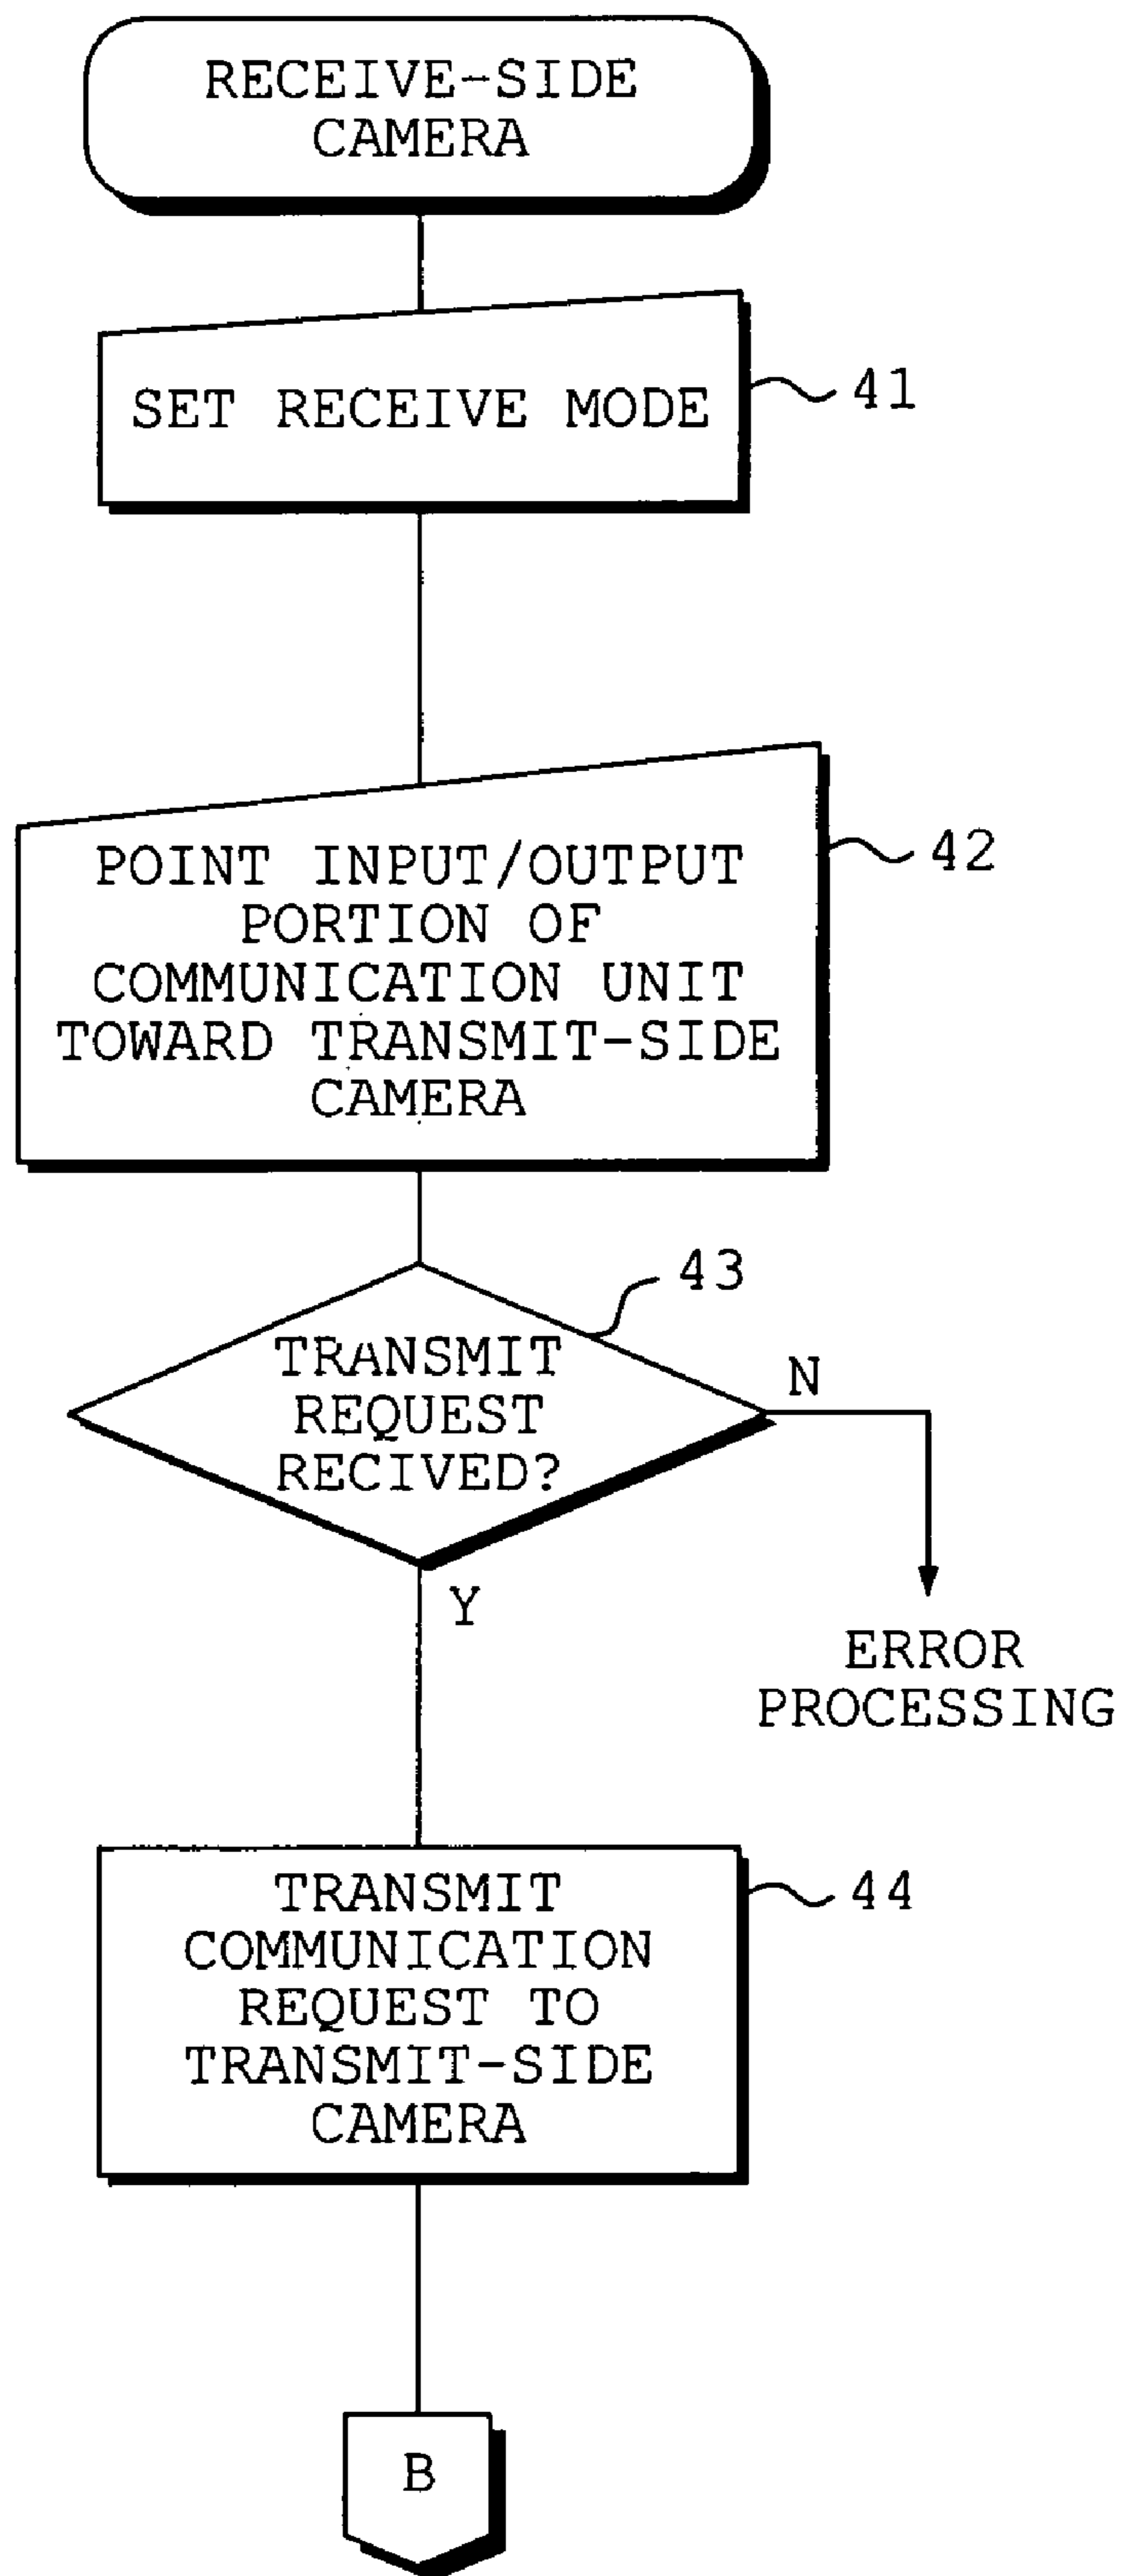 RECEIVE-SIDE
CAMERA
SET RECEIVE MODE
41
POINT INPUT/OUTPUT
PORTION OF
COMMUNICATION UNIT
TOWARD TRANSMIT-SIDE
CAMERA
42
43
TRANSMIT
REQUEST
RECIVED?
N
Y
ERROR
PROCESSING
TRANSMIT
COMMUNICATION
REQUEST TO
TRANSMIT-SIDE
CAMERA
44
B